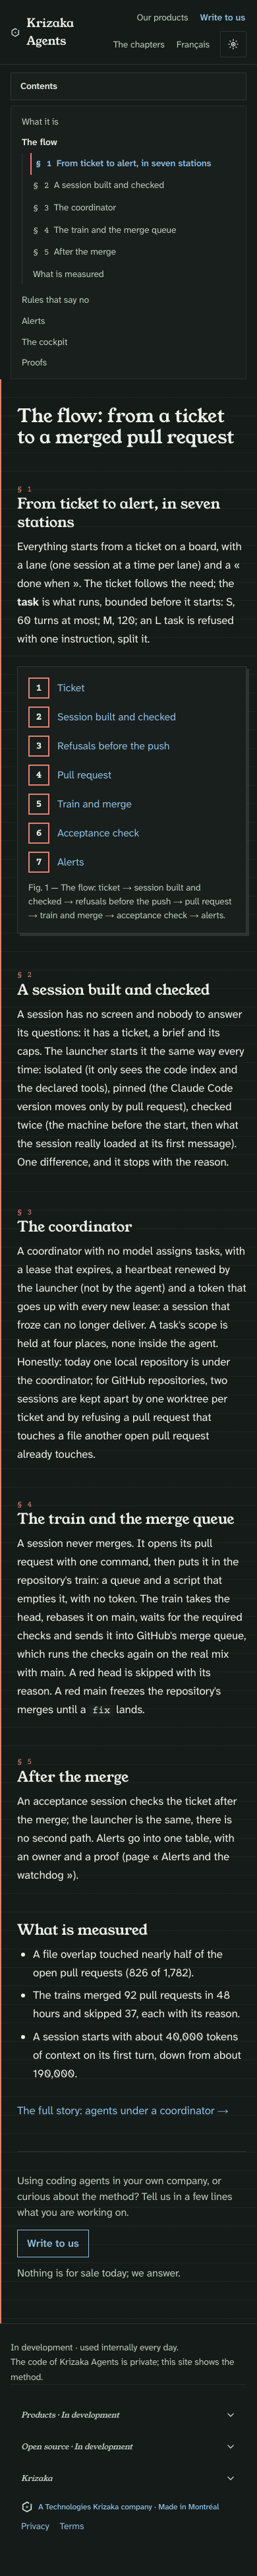 Krizaka
Agents
Our products Write to us
The chapters Français
Contents
What it is
The flow
§ 1 From ticket to alert, in seven stations
§ 2 A session built and checked
§ 3 The coordinator
§ 4 The train and the merge queue
§ 5 After the merge
What is measured
Rules that say no
Alerts
The cockpit
Proofs
The flow: from a ticket
to a merged pull request
§ 1
From ticket to alert, in seven
stations
Everything starts from a ticket on a board, with
a lane (one session at a time per lane) and a «
done when ». The ticket follows the need; the
task is what runs, bounded before it starts: S,
60 turns at most; M, 120; an L task is refused
with one instruction, split it.
1 Ticket
2 Session built and checked
3 Refusals before the push
4 Pull request
5 Train and merge
6 Acceptance check
7 Alerts
Fig. 1 — The flow: ticket → session built and
checked → refusals before the push → pull request
→ train and merge → acceptance check → alerts.
§ 2
A session built and checked
A session has no screen and nobody to answer
its questions: it has a ticket, a brief and its
caps. The launcher starts it the same way every
time: isolated (it only sees the code index and
the declared tools), pinned (the Claude Code
version moves only by pull request), checked
twice (the machine before the start, then what
the session really loaded at its first message).
One difference, and it stops with the reason.
§ 3
The coordinator
A coordinator with no model assigns tasks, with
a lease that expires, a heartbeat renewed by
the launcher (not by the agent) and a token that
goes up with every new lease: a session that
froze can no longer deliver. A task's scope is
held at four places, none inside the agent.
Honestly: today one local repository is under
the coordinator; for GitHub repositories, two
sessions are kept apart by one worktree per
ticket and by refusing a pull request that
touches a file another open pull request
already touches.
§ 4
The train and the merge queue
A session never merges. It opens its pull
request with one command, then puts it in the
repository's train: a queue and a script that
empties it, with no token. The train takes the
head, rebases it on main, waits for the required
checks and sends it into GitHub's merge queue,
which runs the checks again on the real mix
with main. A red head is skipped with its
reason. A red main freezes the repository's
merges until a fix lands.
§ 5
After the merge
An acceptance session checks the ticket after
the merge; the launcher is the same, there is
no second path. Alerts go into one table, with
an owner and a proof (page « Alerts and the
watchdog »).
What is measured
• A file overlap touched nearly half of the
open pull requests (826 of 1,782).
• The trains merged 92 pull requests in 48
hours and skipped 37, each with its reason.
• A session starts with about 40,000 tokens
of context on its first turn, down from about
190,000.
The full story: agents under a coordinator →
Using coding agents in your own company, or
curious about the method? Tell us in a few lines
what you are working on.
Write to us
Nothing is for sale today; we answer.
In development · used internally every day.
The code of Krizaka Agents is private; this site shows the
method.
Products · In development
Open source · In development
Krizaka
A Technologies Krizaka company · Made in Montréal
Privacy Terms